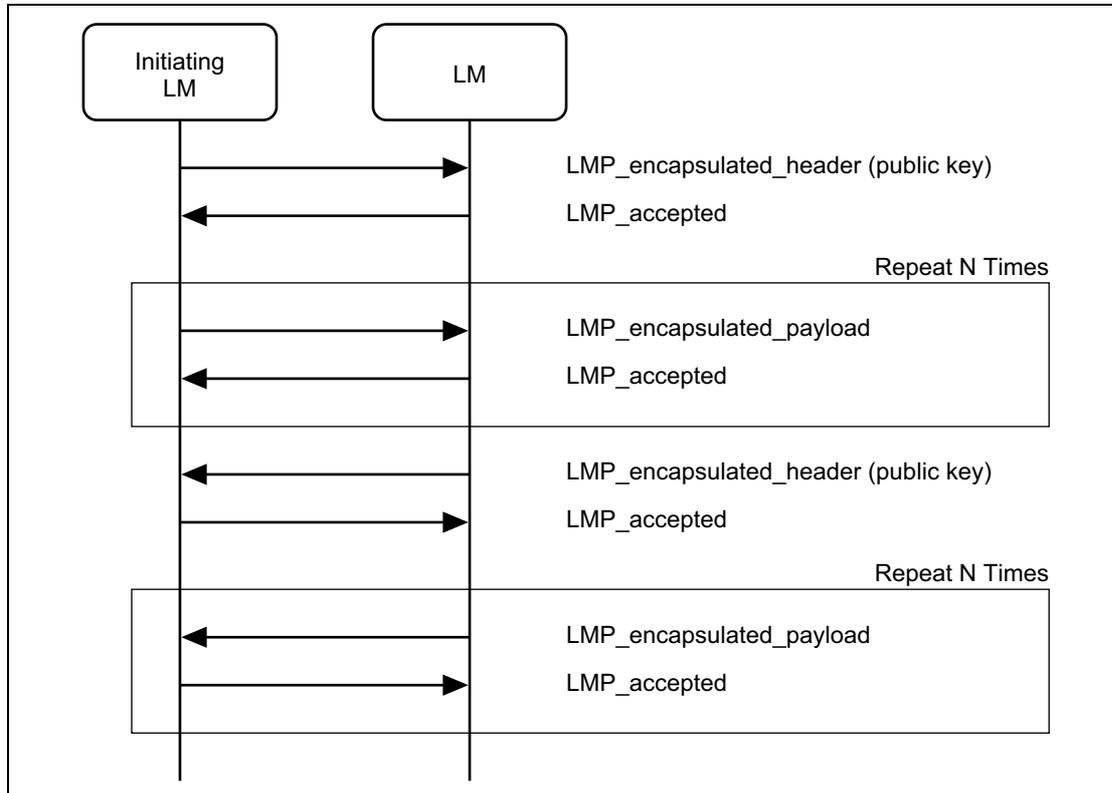 Initiating
LM
LM
LMP_encapsulated_header (public key)
LMP_accepted
Repeat N Times
LMP_encapsulated_payload
LMP_accepted
LMP_encapsulated_header (public key)
LMP_accepted
Repeat N Times
LMP_encapsulated_payload
LMP_accepted